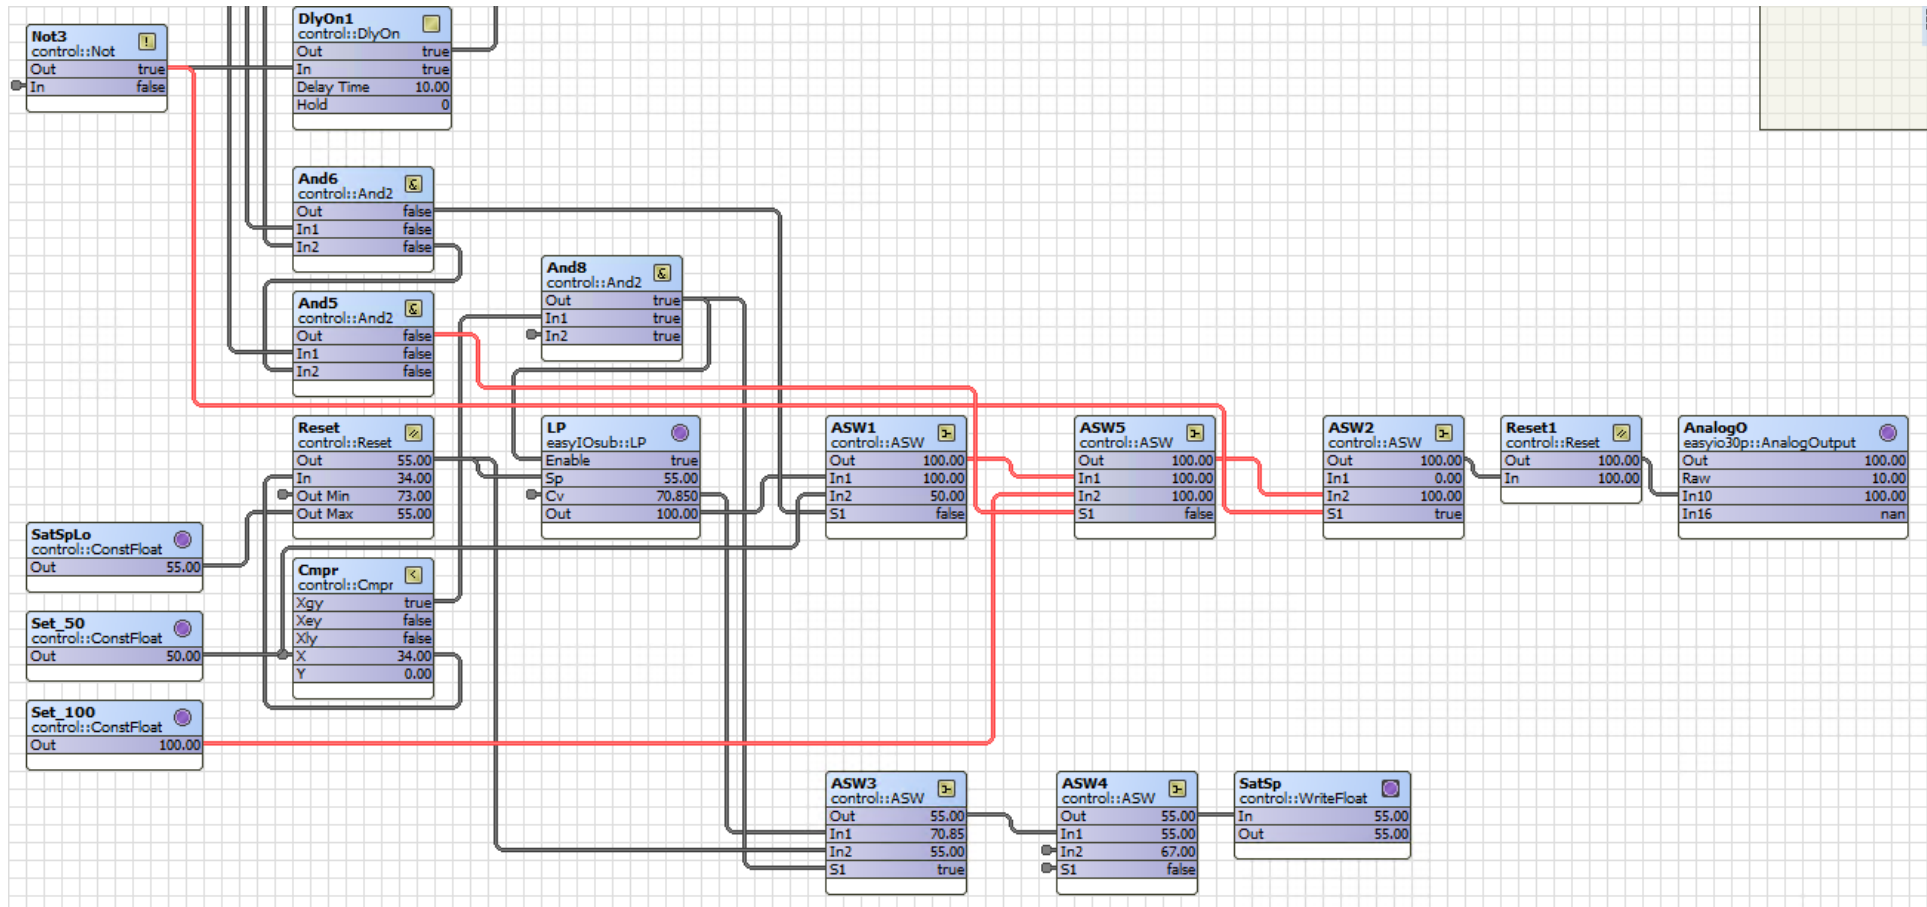 Not3
control::Not
Out true
In false
DlyOn1
control::DlyOn
Out true
In true
Delay Time 10.00
Hold 0
And6
control::And2
Out false
In1 false
In2 false
And5
control::And2
Out false
In1 false
In2 false
And8
control::And2
Out true
In1 true
In2 true
Reset
control::Reset
Out 55.00
In 34.00
Out Min 73.00
Out Max 55.00
LP
easyIOsub::LP
Enable true
Sp 55.00
Cv 70.850
Out 100.00
ASW1
control::ASW
Out 100.00
In1 100.00
In2 50.00
S1 false
ASW5
control::ASW
Out 100.00
In1 100.00
In2 100.00
S1 false
ASW2
control::ASW
Out 100.00
In1 0.00
In2 100.00
S1 true
Reset1
control::Reset
Out 100.00
In 100.00
AnalogO
easyio30p::AnalogOutput
Out 100.00
Raw 10.00
In10 100.00
In16 nan
SatSpLo
control::ConstFloat
Out 55.00
Cmpr
control::Cmpr
Xgy true
Xey false
Xly false
X 34.00
Y 0.00
Set_50
control::ConstFloat
Out 50.00
Set_100
control::ConstFloat
Out 100.00
ASW3
control::ASW
Out 55.00
In1 70.85
In2 55.00
S1 true
ASW4
control::ASW
Out 55.00
In1 55.00
In2 67.00
S1 false
SatSp
control::WriteFloat
In 55.00
Out 55.00